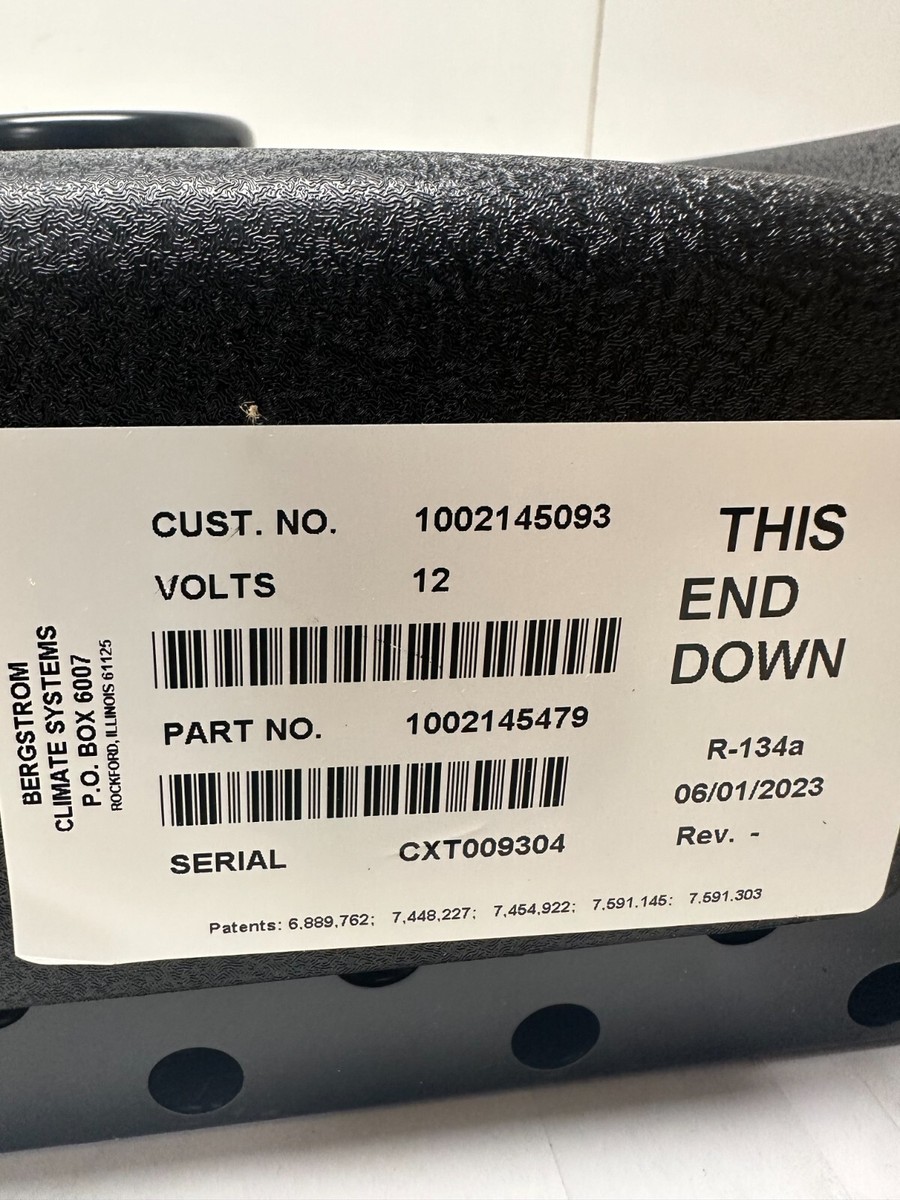 BERGSTROM
CLIMATE SYSTEMS
P.O. BOX 6007
ROCKFORD, ILLINOIS 61125
CUST. NO. 1002145093
VOLTS 12
PART NO. 1002145479
SERIAL CXT009304
THIS
END
DOWN
R-134a
06/01/2023
Rev. -
Patents: 6.889,762; 7,448,227; 7,454,922; 7.591.145: 7.591.303